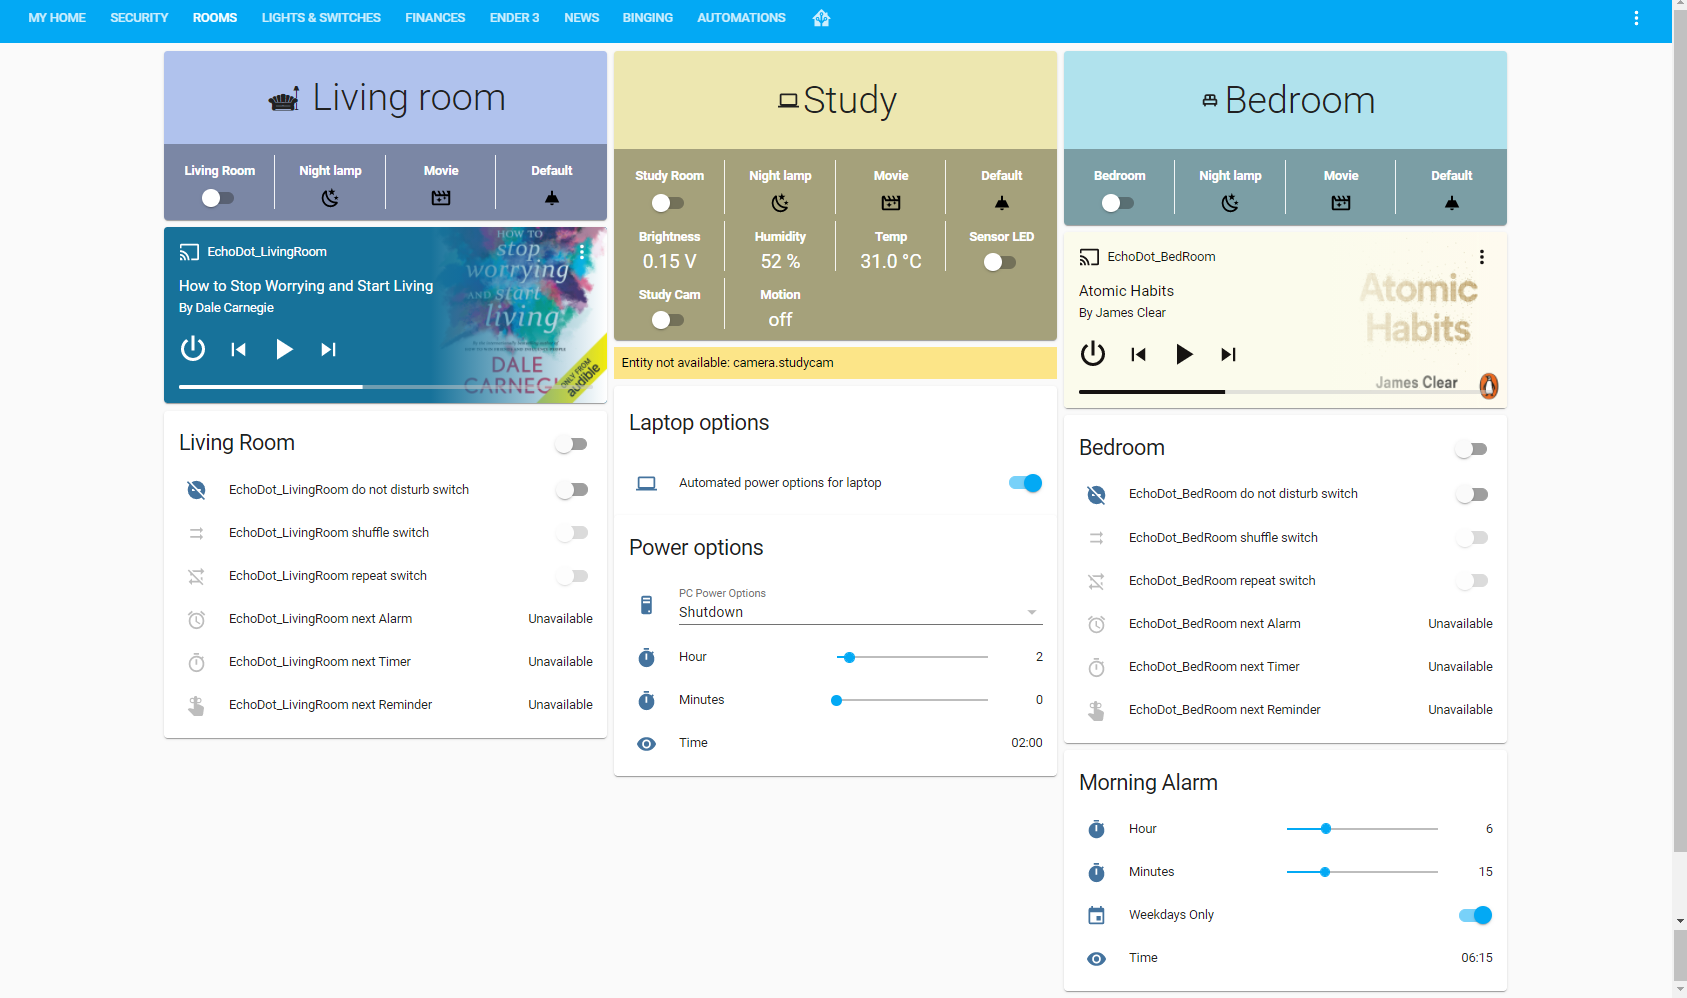 MY HOME SECURITY ROOMS LIGHTS & SWITCHES FINANCES ENDER 3 NEWS BINGING AUTOMATIONS
Living room
Living Room Night lamp Movie Default
EchoDot_LivingRoom
How to Stop Worrying and Start Living
By Dale Carnegie
HOW TO
stop
worrying
AND start
living
DALE
CARNEGI
ONLY FROM
audible
Living Room
EchoDot_LivingRoom do not disturb switch
EchoDot_LivingRoom shuffle switch
EchoDot_LivingRoom repeat switch
EchoDot_LivingRoom next Alarm Unavailable
EchoDot_LivingRoom next Timer Unavailable
EchoDot_LivingRoom next Reminder Unavailable
Study
Study Room Night lamp Movie Default
Brightness Humidity Temp Sensor LED
0.15 V 52 % 31.0 °C
Study Cam Motion
off
Entity not available: camera.studycam
Laptop options
Automated power options for laptop
Power options
PC Power Options
Shutdown
Hour 2
Minutes 0
Time 02:00
Bedroom
Bedroom Night lamp Movie Default
EchoDot_BedRoom
Atomic Habits
By James Clear
Atomic
Habits
James Clear
Bedroom
EchoDot_BedRoom do not disturb switch
EchoDot_BedRoom shuffle switch
EchoDot_BedRoom repeat switch
EchoDot_BedRoom next Alarm Unavailable
EchoDot_BedRoom next Timer Unavailable
EchoDot_BedRoom next Reminder Unavailable
Morning Alarm
Hour 6
Minutes 15
Weekdays Only
Time 06:15